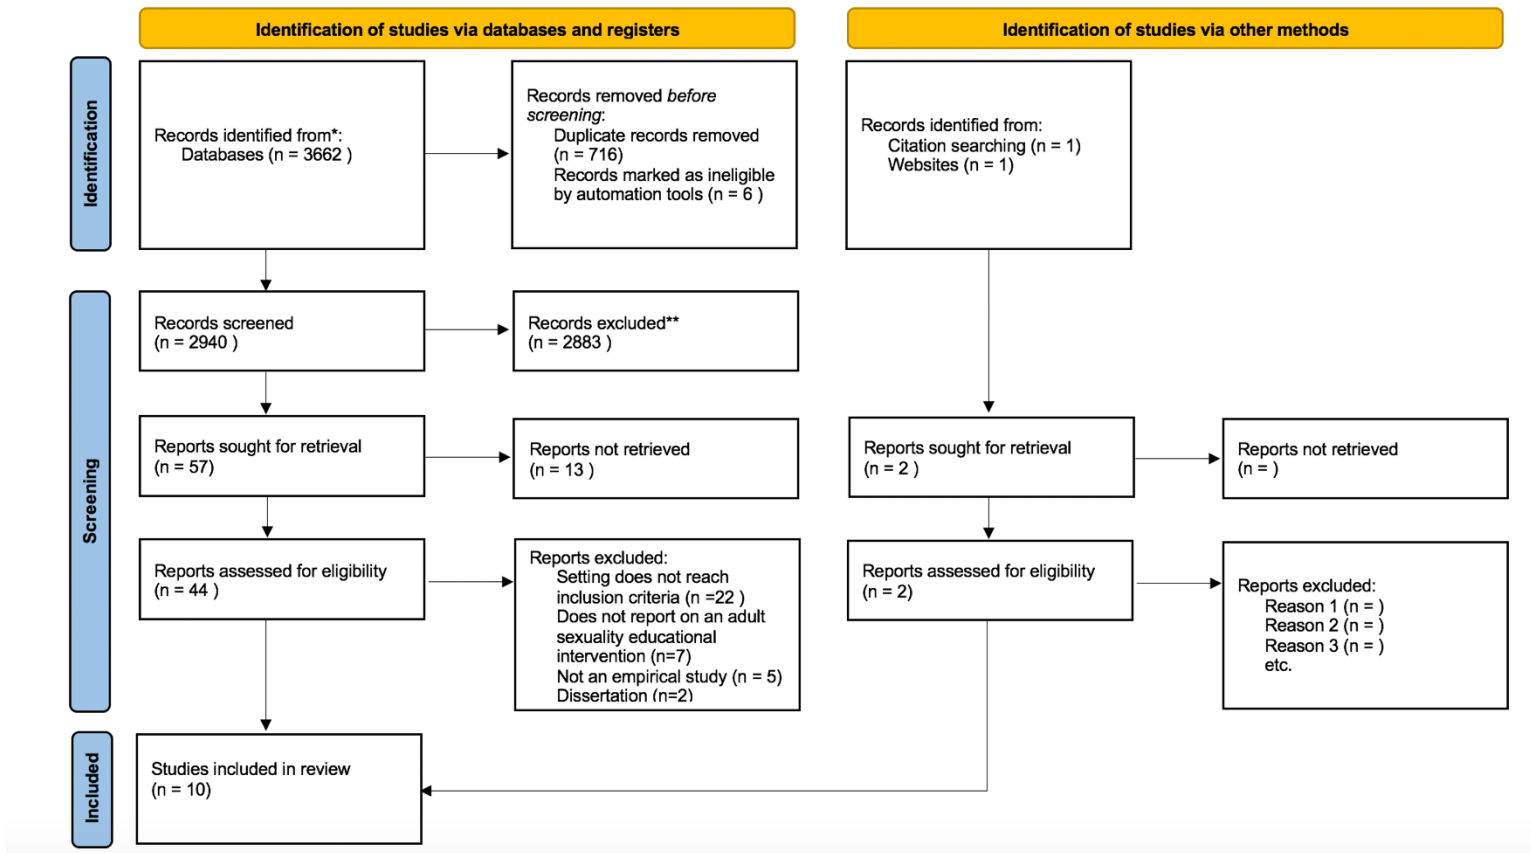 Identification of studies via databases and registers
Identification of studies via other methods
Identification
Records identified from*:
Databases (n = 3662 )
Records removed before
screening:
Duplicate records removed
(n = 716)
Records marked as ineligible
by automation tools (n = 6 )
Records identified from:
Citation searching (n = 1)
Websites (n = 1)
Screening
Records screened
(n = 2940 )
Records excluded**
(n = 2883 )
Reports sought for retrieval
(n = 57)
Reports not retrieved
(n = 13 )
Reports sought for retrieval
(n = 2 )
Reports not retrieved
(n = )
Reports assessed for eligibility
(n = 44 )
Reports excluded:
Setting does not reach
inclusion criteria (n =22 )
Does not report on an adult
sexuality educational
intervention (n=7)
Not an empirical study (n = 5)
Dissertation (n=2)
Reports assessed for eligibility
(n = 2)
Reports excluded:
Reason 1 (n = )
Reason 2 (n = )
Reason 3 (n = )
etc.
Included
Studies included in review
(n = 10)